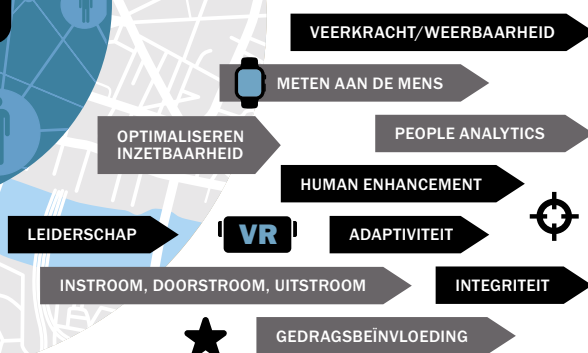 VEERKRACHT/WEERBAARHEID
METEN AAN DE MENS
OPTIMALISEREN
INZETBAARHEID
PEOPLE ANALYTICS
HUMAN ENHANCEMENT
LEIDERSCHAP
VR
ADAPTIVITEIT
INSTROOM, DOORSTROOM, UITSTROOM
INTEGRITEIT
GEDRAGSBEÏNVLOEDING